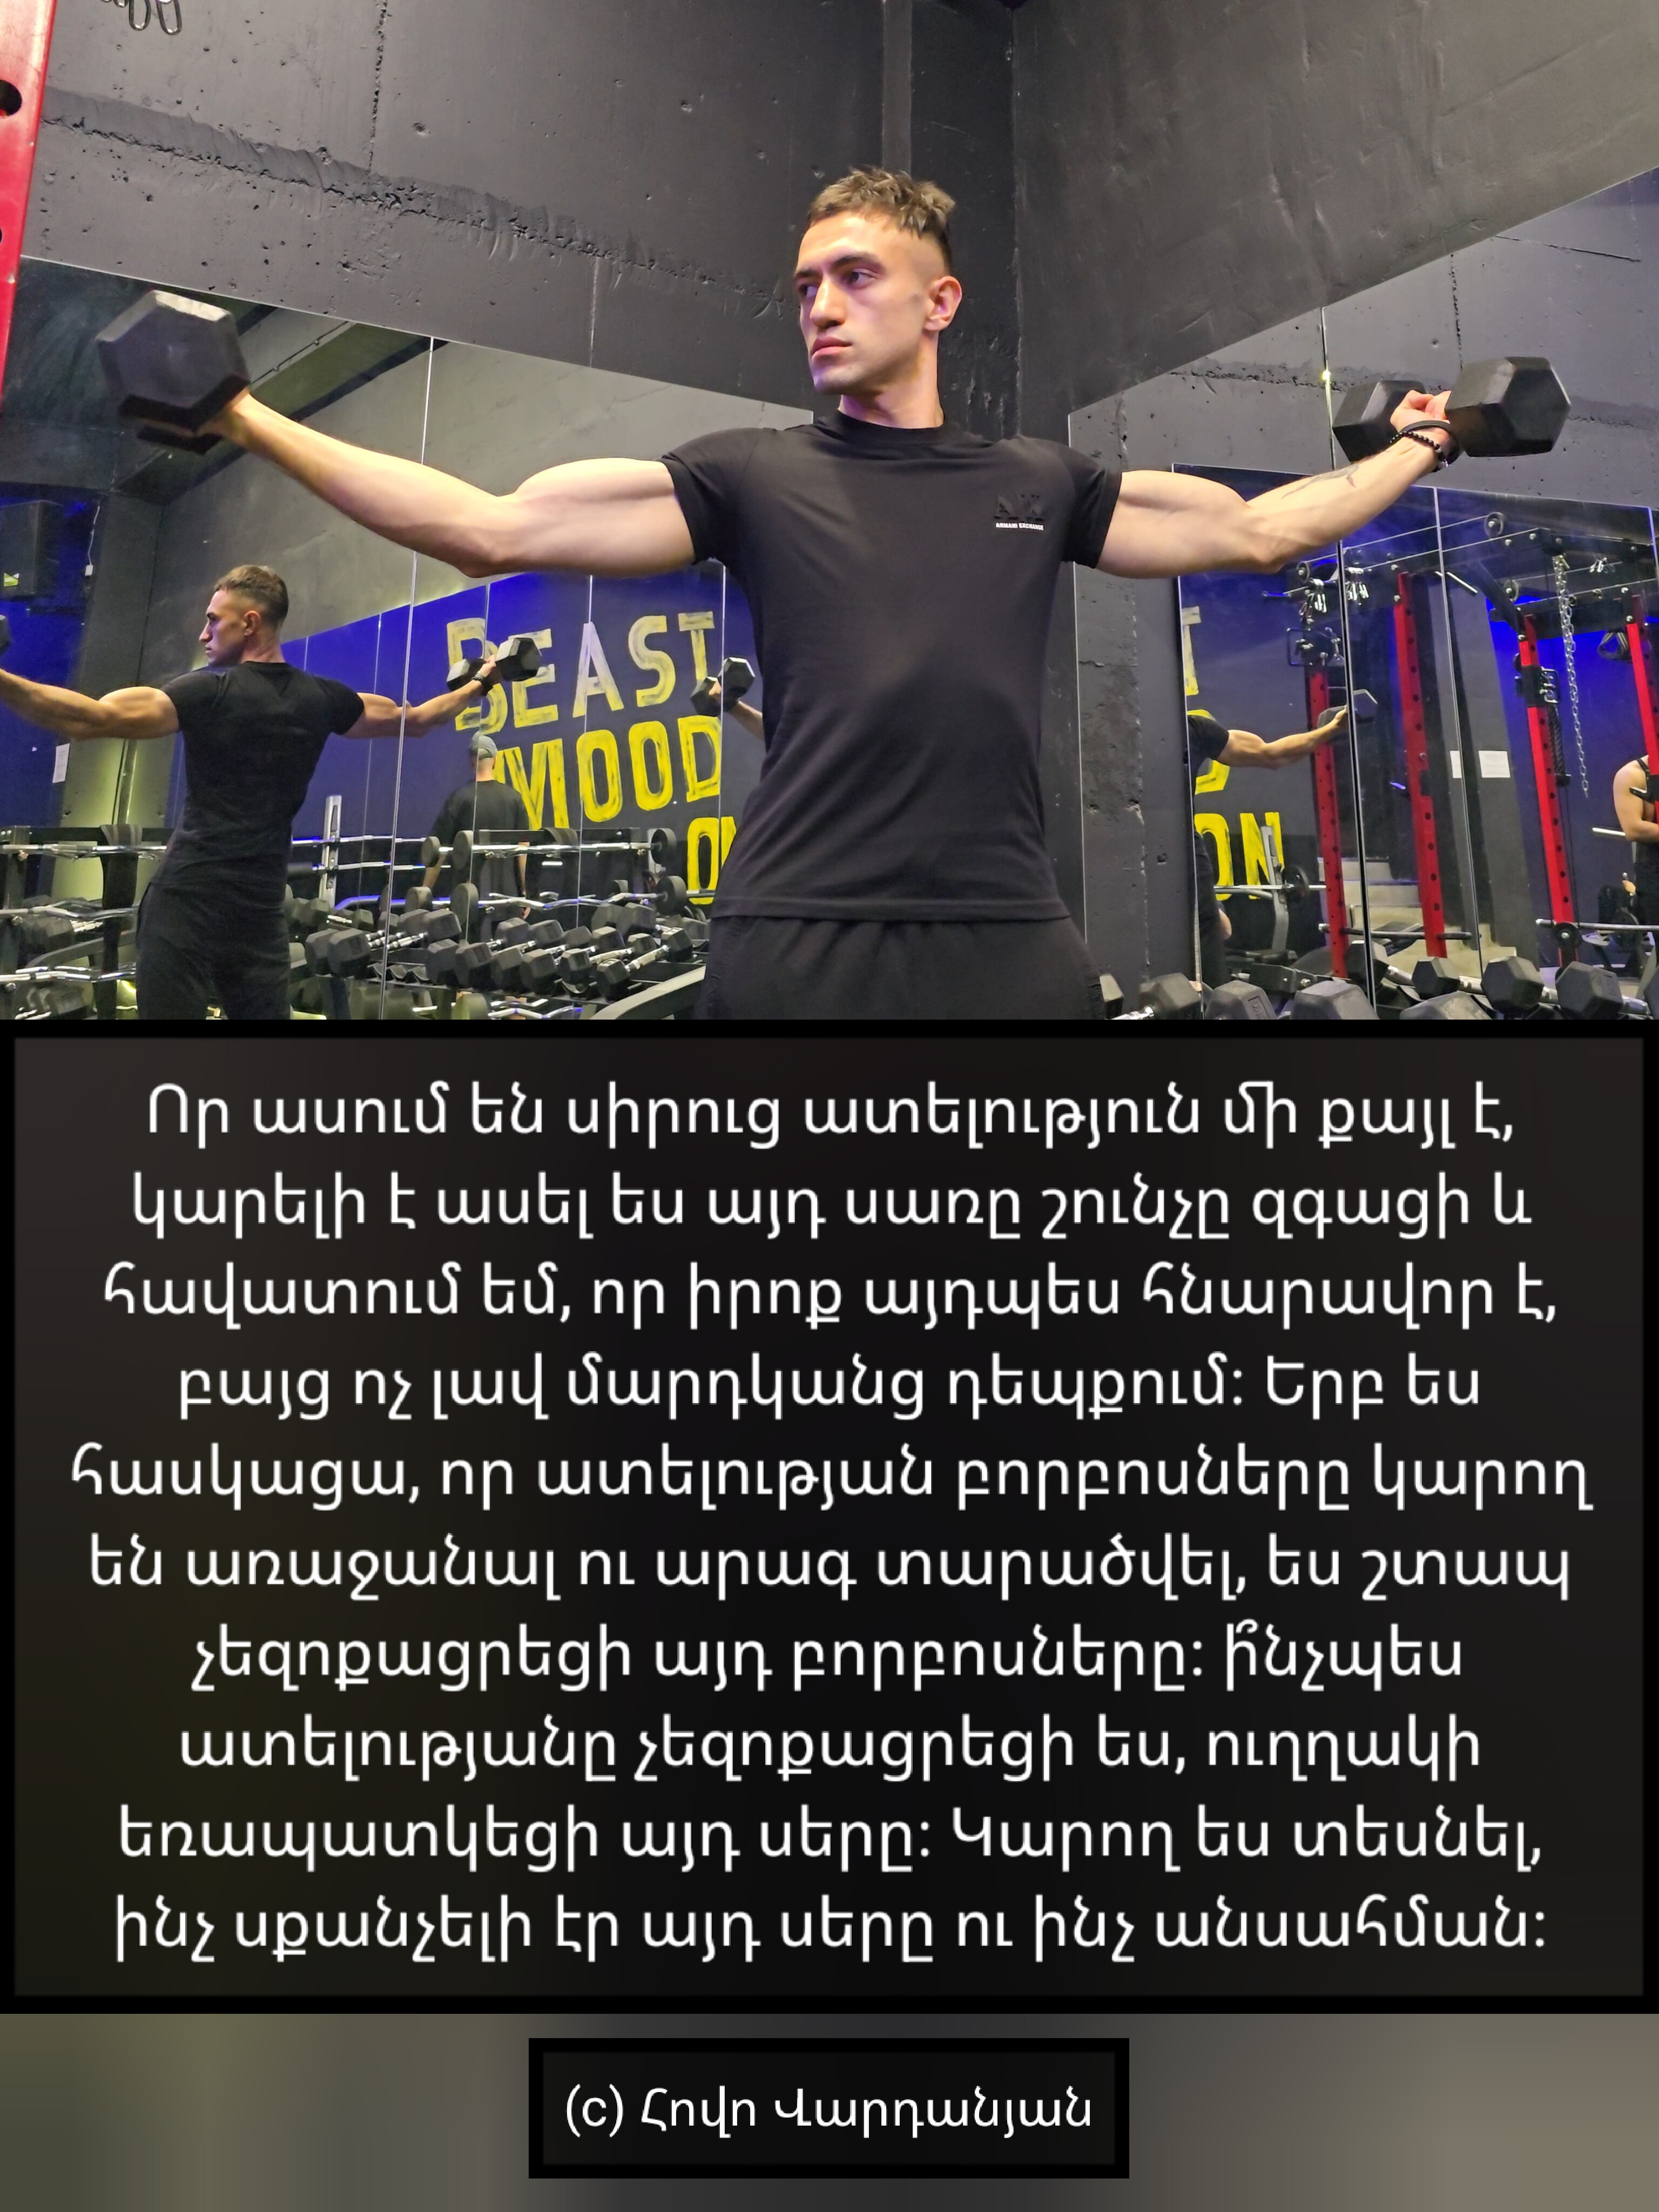 ARMANI EXCHANGE
BEAST
MOOD
ON
Որ ասում են սիրուց ատելություն մի՛ քայլ է,
կարելի է ասել ես այդ սառը շունչը զգացի և
հավատում եմ, որ իրոք այդպես հնարավոր է,
բայց ոչ լավ մարդկանց դեպքում: Երբ ես
հասկացա, որ ատելության բորբոսները կարող
են առաջանալ ու արագ տարածվել, ես շտապ
չեզոքացրեցի այդ բորբոսները: ի՞նչպես
ատելությանը չեզոքացրեցի ես, ուղղակի
եռապատկեցի այդ սերը: Կարող ես տեսնել,
ինչ սքանչելի էր այդ սերը ու ինչ անսահման:
(c) Հովո Վարդանյան